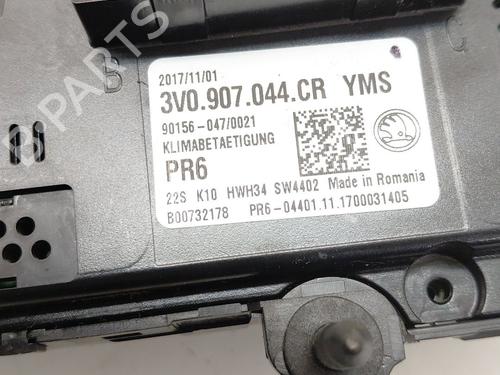 B PARTS
B
2017/11/01
3V0.907.044.CR YMS
90156-047/0021
KLIMABETAETIGUNG
PR6
22S K10 HWH34 SW4402 Made in Romania
B00732178 PR6-04401.11.1700031405